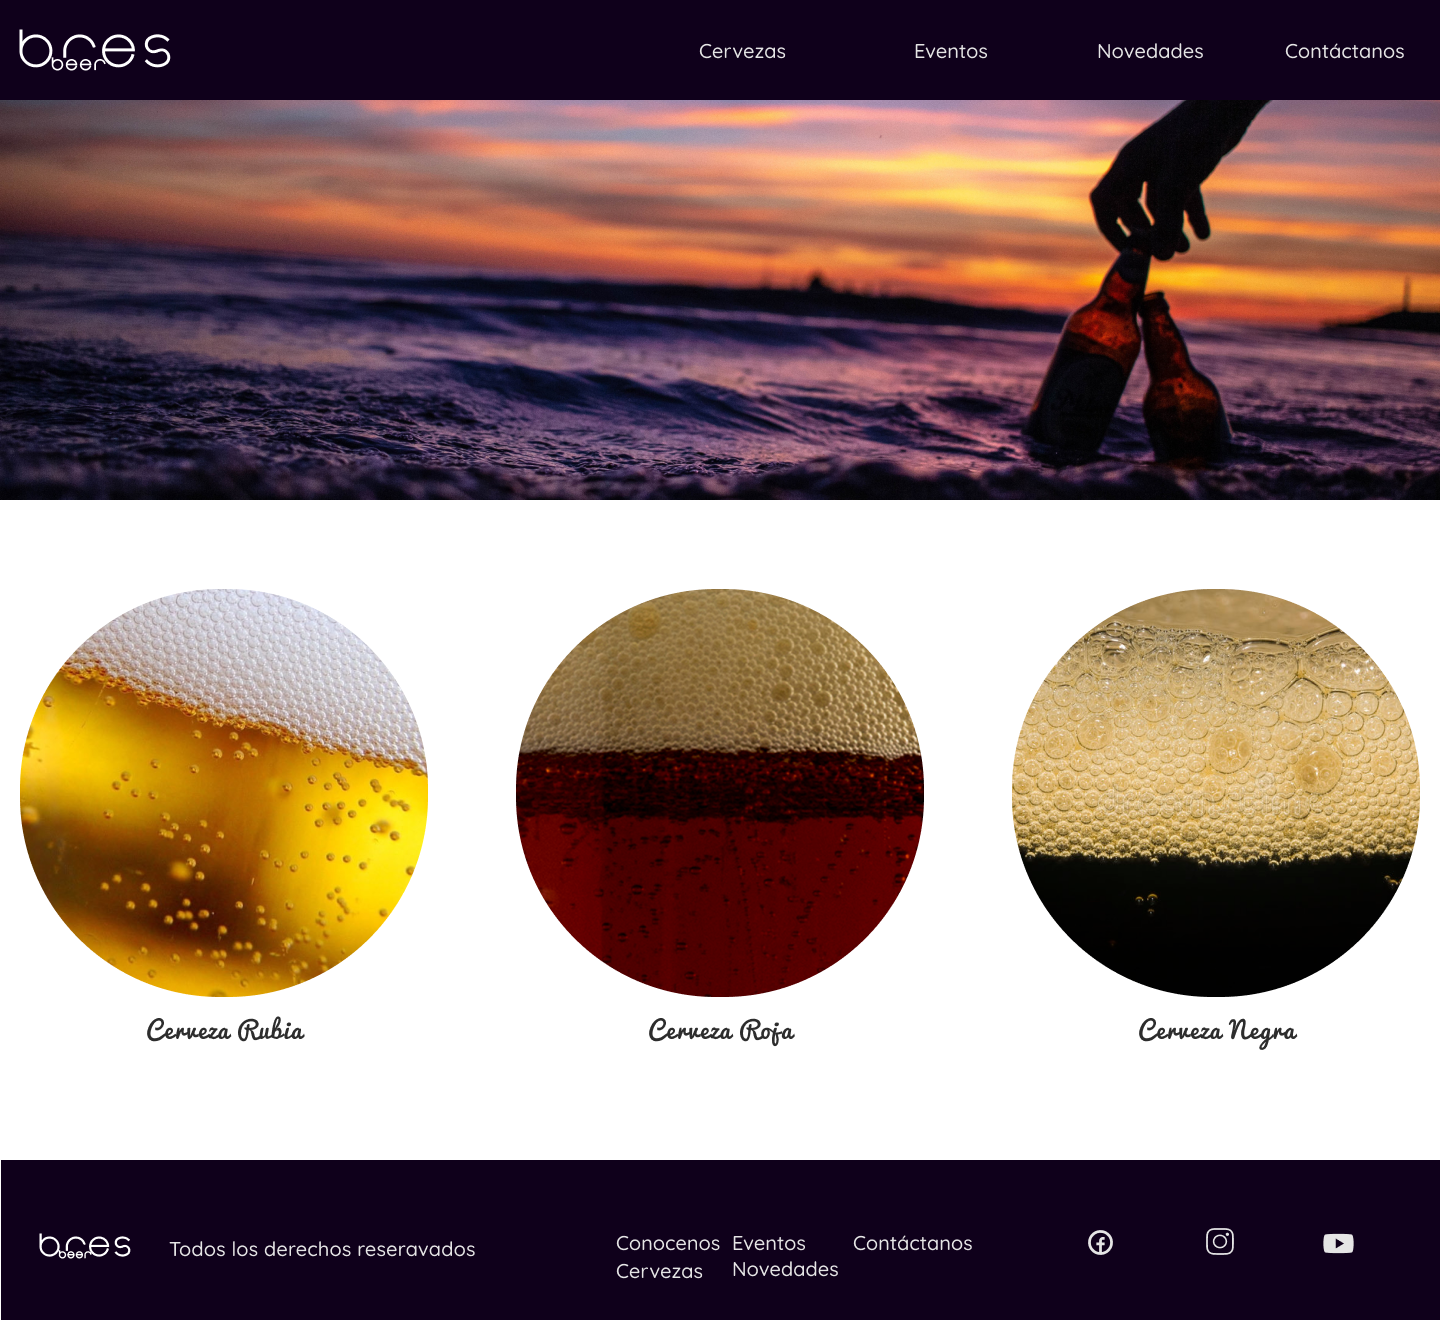 bres
beer
Cervezas
Eventos
Novedades
Contáctanos
Cerveza Rubia
Cerveza Roja
Cerveza Negra
bres
beer
Todos los derechos reseravados
Conocenos
Eventos
Contáctanos
Cervezas
Novedades